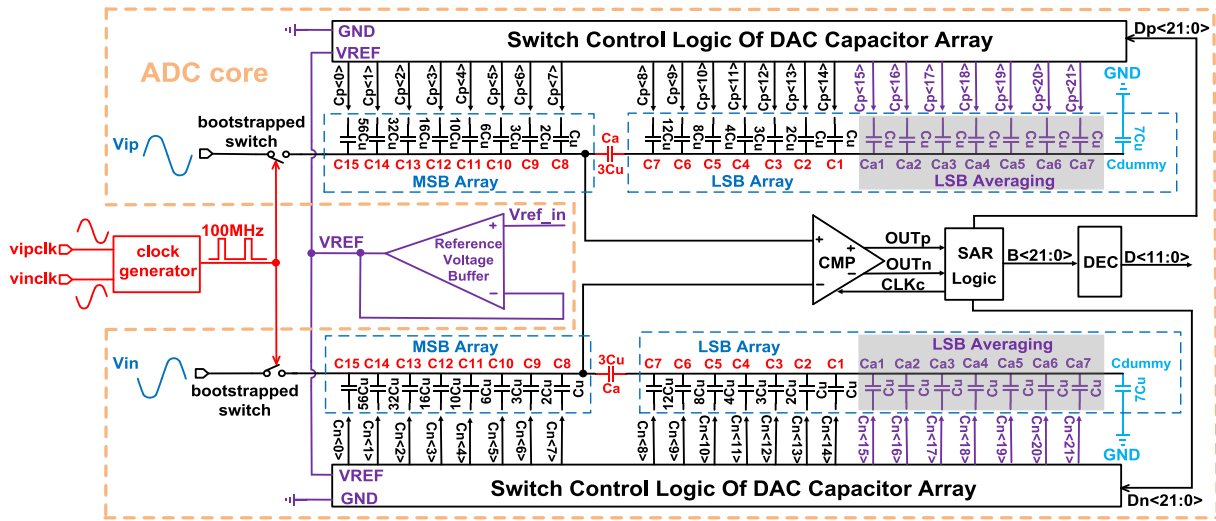 GND
VREF
Switch Control Logic Of DAC Capacitor Array
Dp<21:0>
ADC core
Cp<0>
Cp<1>
Cp<2>
Cp<3>
Cp<4>
Cp<5>
Cp<6>
Cp<7>
Cp<8>
Cp<9>
Cp<10>
Cp<11>
Cp<12>
Cp<13>
Cp<14>
Cp<15>
Cp<16>
Cp<17>
Cp<18>
Cp<19>
Cp<20>
Cp<21>
GND
Vip
bootstrapped
switch
56Cu
32Cu
16Cu
10Cu
6Cu
3Cu
2Cu
Cu
Ca
3Cu
12Cu
8Cu
4Cu
3Cu
2Cu
Cu
Cu
Cu
Cu
Cu
Cu
Cu
Cu
Cu
7Cu
C15 C14 C13 C12 C11 C10 C9 C8
C7 C6 C5 C4 C3 C2 C1
Ca1 Ca2 Ca3 Ca4 Ca5 Ca6 Ca7
Cdummy
MSB Array
LSB Array
LSB Averaging
vipclk
vinclk
clock
generator
100MHz
VREF
Reference
Voltage
Buffer
+
−
Vref_in
+
CMP
−
OUTp
OUTn
CLKc
SAR
Logic
B<21:0>
DEC
D<11:0>
Vin
bootstrapped
switch
MSB Array
LSB Array
LSB Averaging
C15 C14 C13 C12 C11 C10 C9 C8
3Cu
Ca
C7 C6 C5 C4 C3 C2 C1
Ca1 Ca2 Ca3 Ca4 Ca5 Ca6 Ca7
Cdummy
56Cu
32Cu
16Cu
10Cu
6Cu
3Cu
2Cu
Cu
12Cu
8Cu
4Cu
3Cu
2Cu
Cu
Cu
Cu
Cu
Cu
Cu
Cu
Cu
7Cu
Cn<0>
Cn<1>
Cn<2>
Cn<3>
Cn<4>
Cn<5>
Cn<6>
Cn<7>
Cn<8>
Cn<9>
Cn<10>
Cn<11>
Cn<12>
Cn<13>
Cn<14>
Cn<15>
Cn<16>
Cn<17>
Cn<18>
Cn<19>
Cn<20>
Cn<21>
GND
VREF
GND
Switch Control Logic Of DAC Capacitor Array
Dn<21:0>